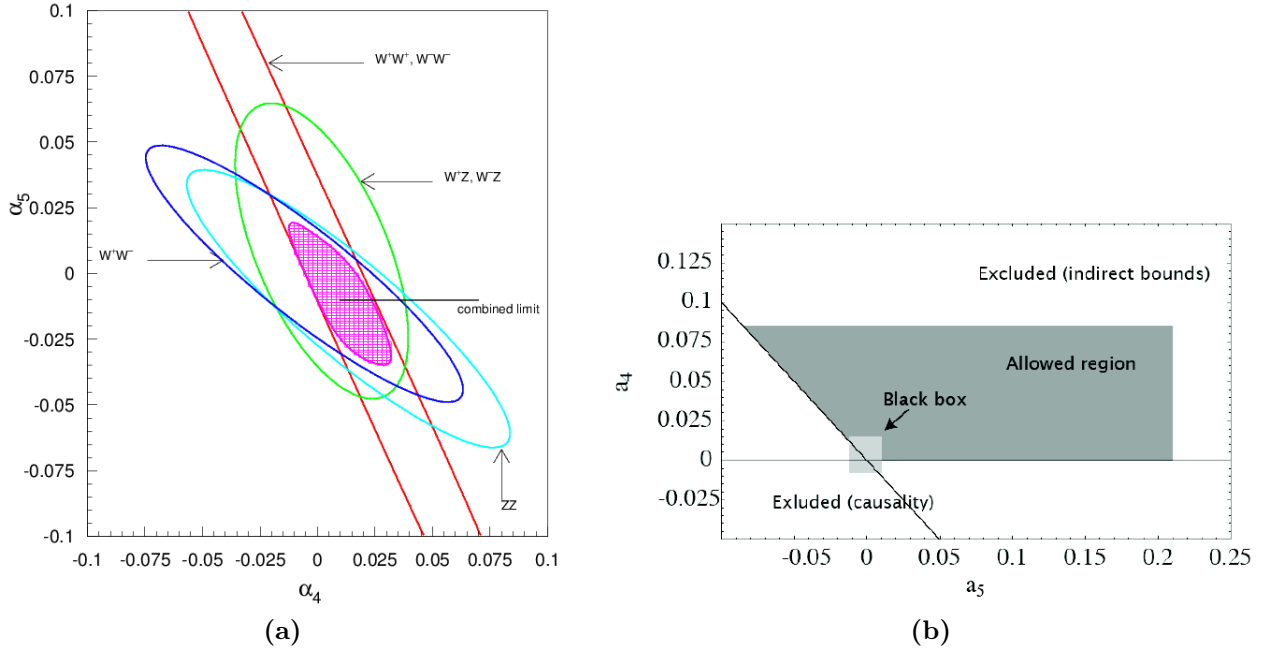 0.1
0.075
0.05
0.025
0
-0.025
-0.05
-0.075
-0.1
α₅
W⁺W⁺, W⁻W⁻
W⁺Z, W⁻Z
W⁺W⁻
combined limit
ZZ
-0.1 -0.075 -0.05 -0.025 0 0.025 0.05 0.075 0.1
α₄
(a)
0.125
0.1
0.075
0.05
0.025
0
-0.025
a₄
Excluded (indirect bounds)
Allowed region
Black box
Exluded (causality)
-0.05 0 0.05 0.1 0.15 0.2 0.25
a₅
(b)